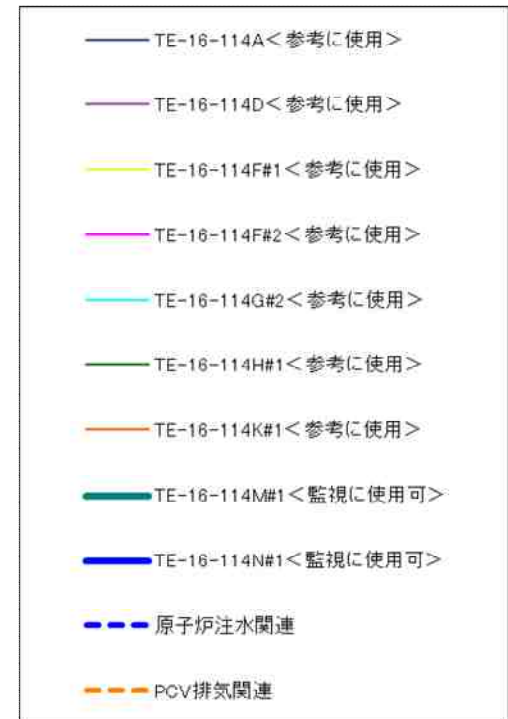 TE-16-114A＜参考に使用＞
TE-16-114D＜参考に使用＞
TE-16-114F#1＜参考に使用＞
TE-16-114F#2＜参考に使用＞
TE-16-114G#2＜参考に使用＞
TE-16-114H#1＜参考に使用＞
TE-16-114K#1＜参考に使用＞
TE-16-114M#1＜監視に使用可＞
TE-16-114N#1＜監視に使用可＞
原子炉注水関連
PCV排気関連